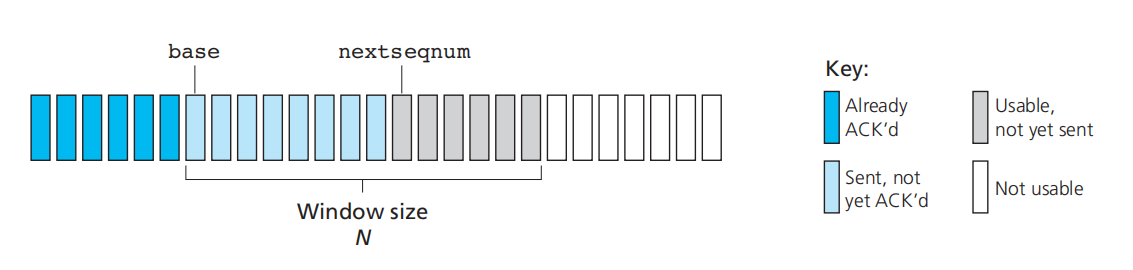 base
nextseqnum
Window size
N
Key:
Already
ACK’d
Usable,
not yet sent
Sent, not
yet ACK’d
Not usable